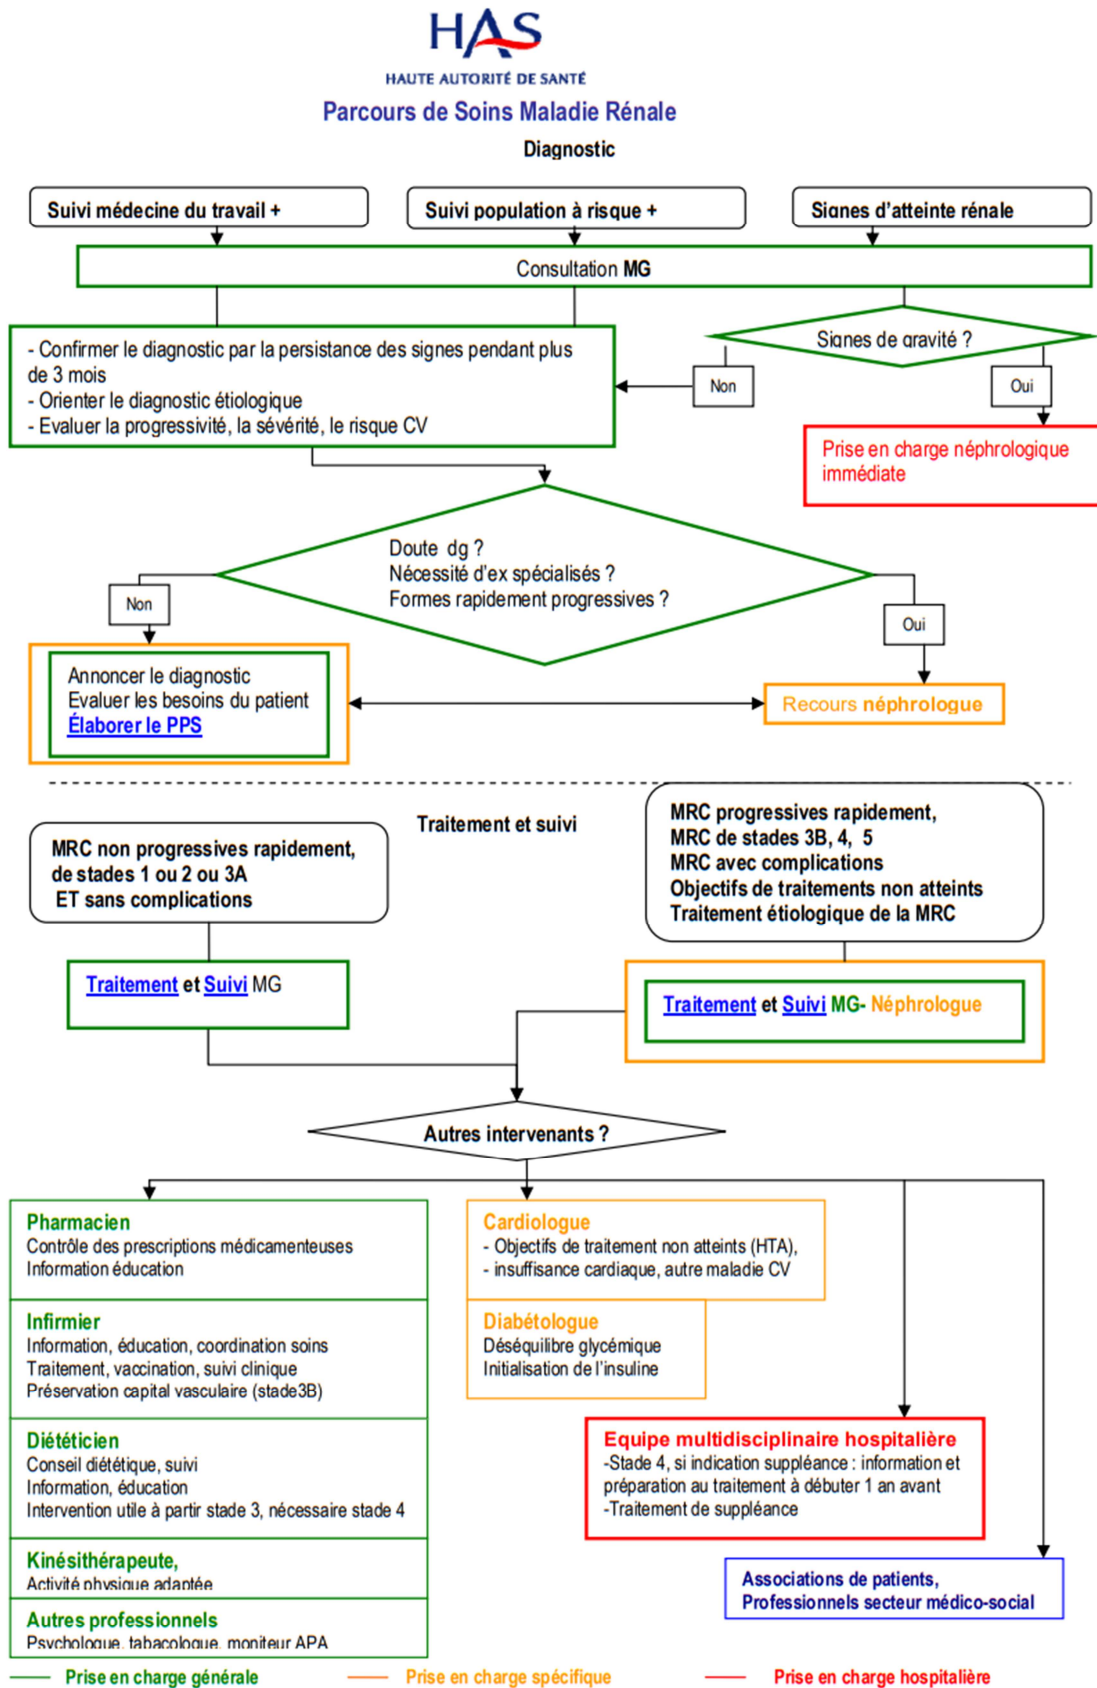 HAS
HAUTE AUTORITÉ DE SANTÉ
Parcours de Soins Maladie Rénale
Diagnostic
Suivi médecine du travail +
Suivi population à risque +
Signes d'atteinte rénale
Consultation MG
- Confirmer le diagnostic par la persistance des signes pendant plus
de 3 mois
- Orienter le diagnostic étiologique
- Evaluer la progressivité, la sévérité, le risque CV
Signes de gravité ?
Non
Oui
Prise en charge néphrologique
immédiate
Doute dg ?
Nécessité d'ex spécialisés ?
Formes rapidement progressives ?
Non
Oui
Annoncer le diagnostic
Evaluer les besoins du patient
Élaborer le PPS
Recours néphrologue
Traitement et suivi
MRC non progressives rapidement,
de stades 1 ou 2 ou 3A
ET sans complications
MRC progressives rapidement,
MRC de stades 3B, 4, 5
MRC avec complications
Objectifs de traitements non atteints
Traitement étiologique de la MRC
Traitement et Suivi MG
Traitement et Suivi MG- Néphrologue
Autres intervenants ?
Pharmacien
Contrôle des prescriptions médicamenteuses
Information éducation
Infirmier
Information, éducation, coordination soins
Traitement, vaccination, suivi clinique
Préservation capital vasculaire (stade3B)
Diététicien
Conseil diététique, suivi
Information, éducation
Intervention utile à partir stade 3, nécessaire stade 4
Kinésithérapeute,
Activité physique adaptée
Autres professionnels
Psychologue, tabacologue, moniteur APA
Cardiologue
- Objectifs de traitement non atteints (HTA),
- insuffisance cardiaque, autre maladie CV
Diabétologue
Déséquilibre glycémique
Initialisation de l'insuline
Equipe multidisciplinaire hospitalière
-Stade 4, si indication suppléance : information et
préparation au traitement à débuter 1 an avant
-Traitement de suppléance
Associations de patients,
Professionnels secteur médico-social
Prise en charge générale
Prise en charge spécifique
Prise en charge hospitalière